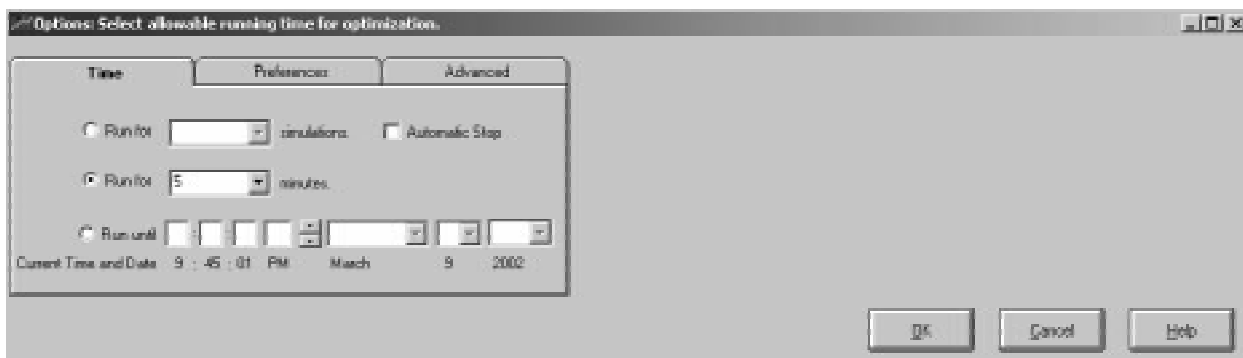 Options: Select allowable running time for optimization.
Time Preferences Advanced
Run for simulations. Automatic Stop
Run for 5 minutes.
Run until : : 
Current Time and Date 9 : 45 : 01 PM March 9 2002
OK Cancel Help